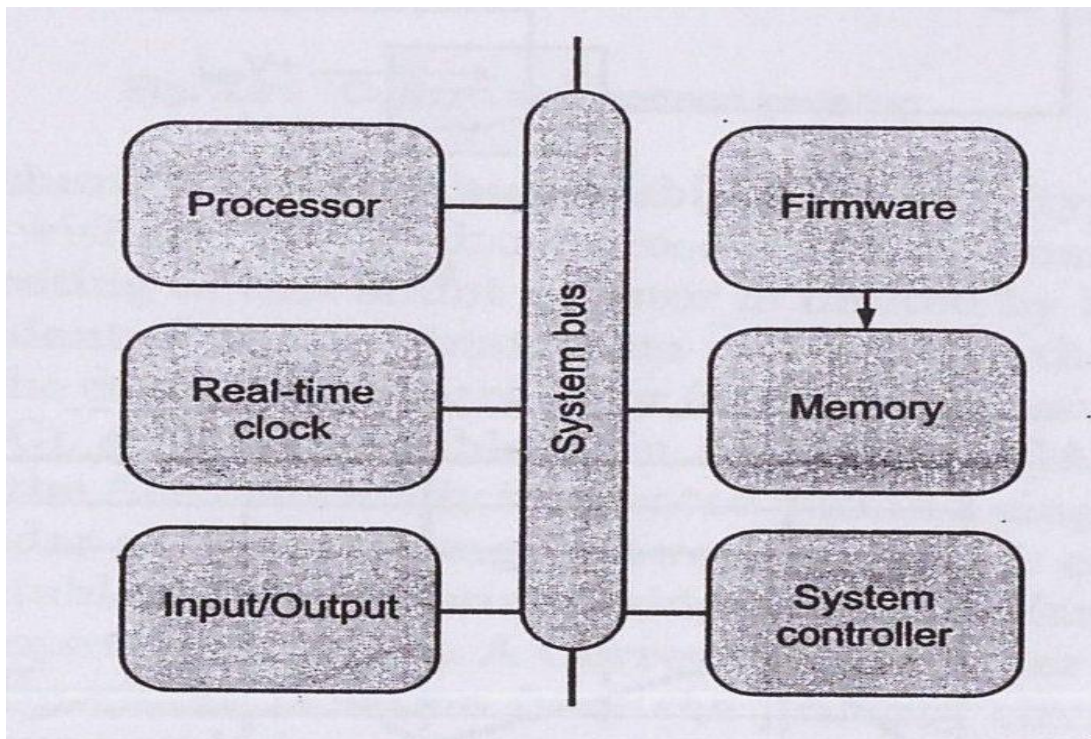 Processor
Firmware
System bus
Real-time
clock
Memory
Input/Output
System
controller